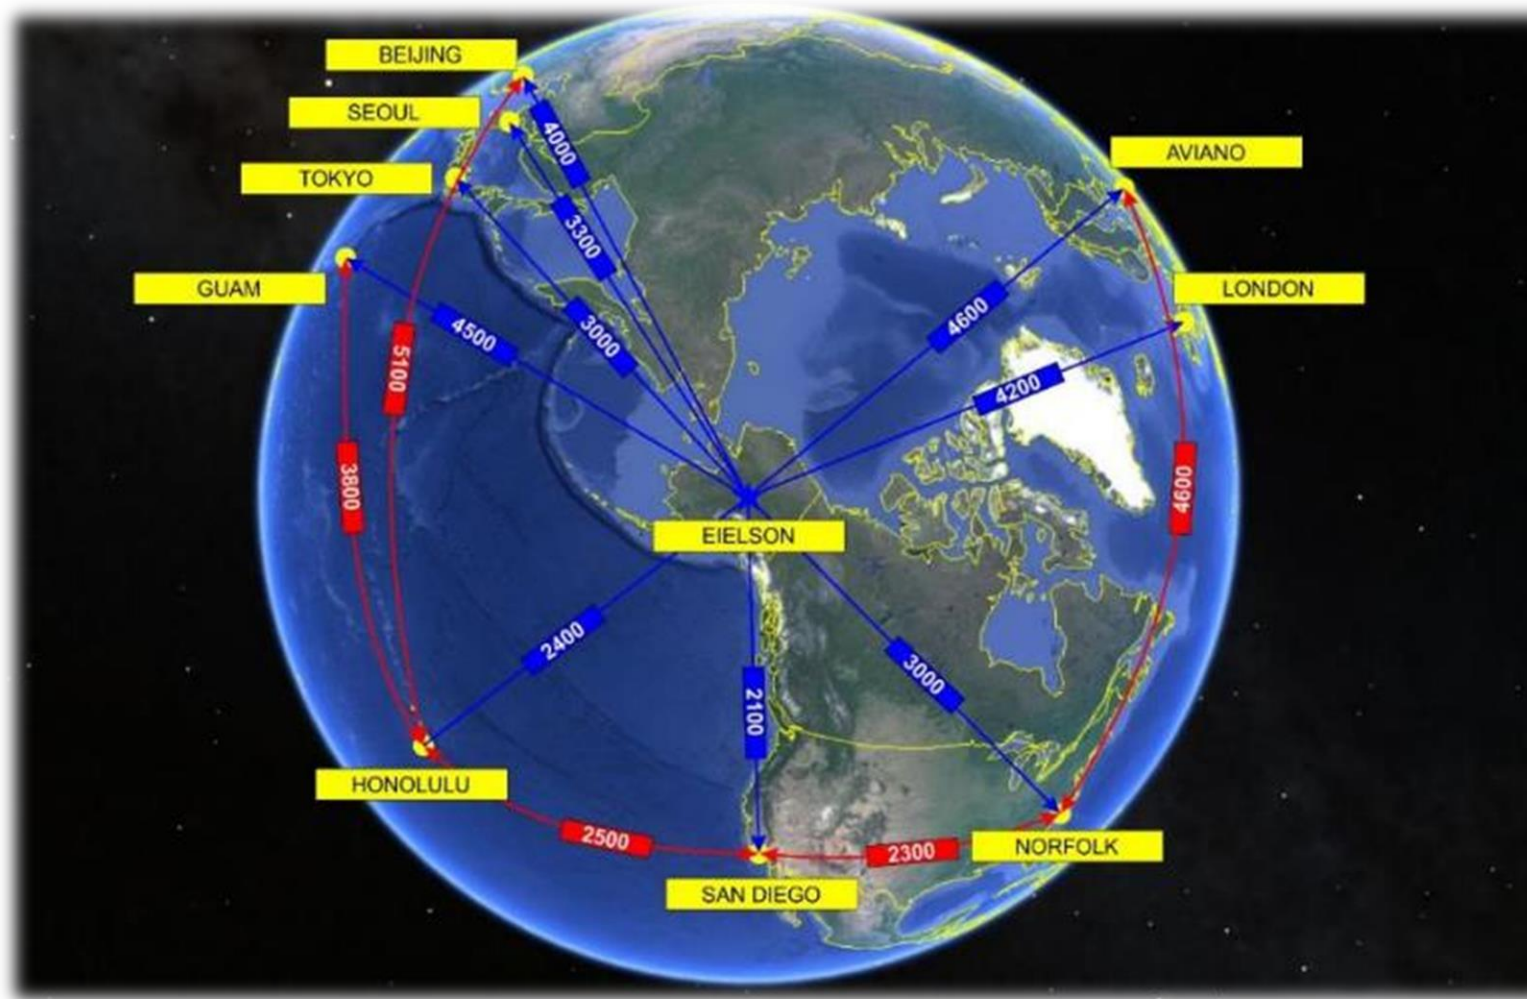 BEIJING
SEOUL
4000
AVIANO
TOKYO
3300
GUAM
LONDON
4500
3000
4600
5100
4200
3800
4600
EIELSON
2400
3000
2100
HONOLULU
2500
2300
NORFOLK
SAN DIEGO